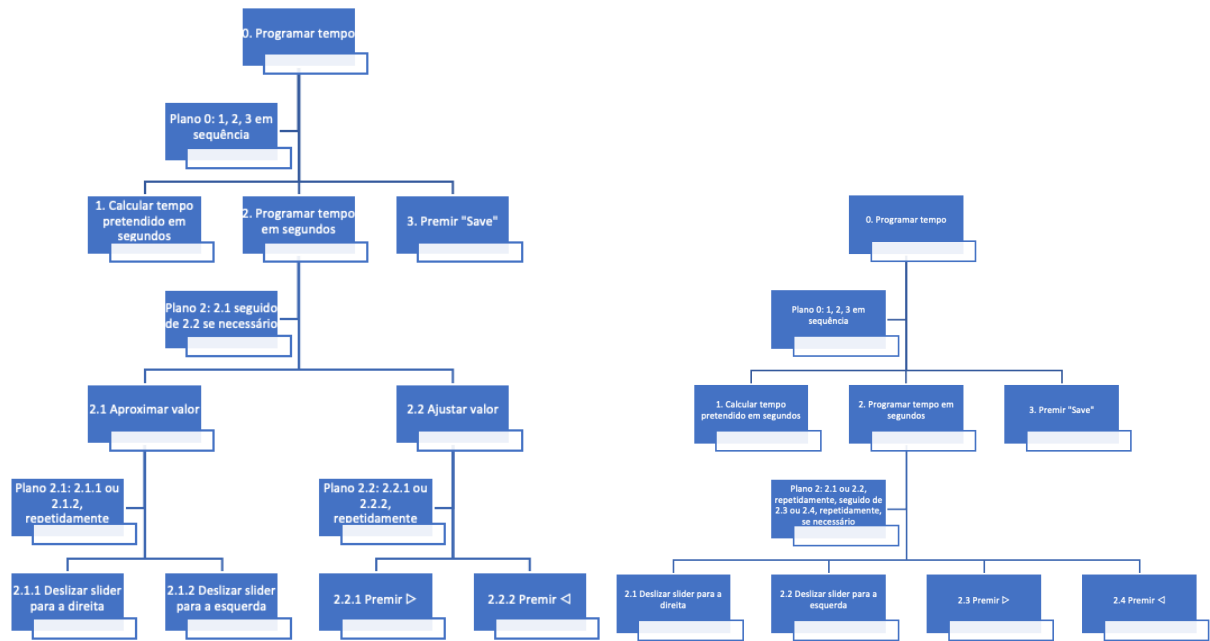 0. Programar tempo
Plano 0: 1, 2, 3 em
sequência
1. Calcular tempo
pretendido em
segundos
2. Programar tempo
em segundos
3. Premir "Save"
Plano 2: 2.1 seguido
de 2.2 se necessário
2.1 Aproximar valor
2.2 Ajustar valor
Plano 2.1: 2.1.1 ou
2.1.2,
repetidamente
Plano 2.2: 2.2.1 ou
2.2.2,
repetidamente
2.1.1 Deslizar slider
para a direita
2.1.2 Deslizar slider
para a esquerda
2.2.1 Premir ▷
2.2.2 Premir ◁
0. Programar tempo
Plano 0: 1, 2, 3 em
sequência
1. Calcular tempo
pretendido em segundos
2. Programar tempo em
segundos
3. Premir "Save"
Plano 2: 2.1 ou 2.2,
repetidamente, seguido de
2.3 ou 2.4, repetidamente,
se necessário
2.1 Deslizar slider para a
direita
2.2 Deslizar slider para a
esquerda
2.3 Premir ▷
2.4 Premir ◁